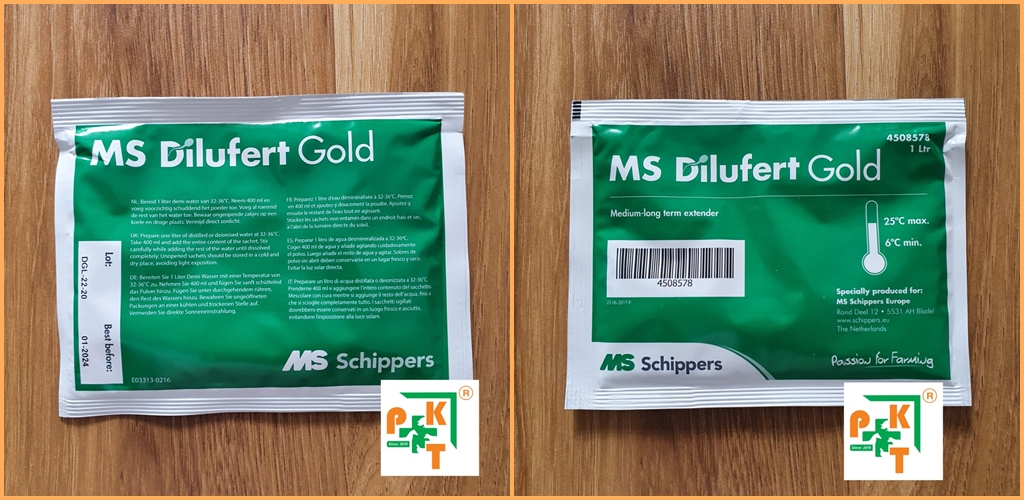 MS Dilufert Gold
NL: Bereid 1 liter demi-water van 32-36°C. Neem 400 ml en
voeg voorzichtig schuddend het poeder toe. Voeg al roerend
de rest van het water toe. Bewaar ongeopende zakjes op een
koele en droge plaats. Vermijd direct zonlicht.
UK: Prepare one liter of distilled or deionised water at 32-36°C.
Take 400 ml and add the entire content of the sachet. Stir
carefully while adding the rest of the water until dissolved
completely. Unopened sachets should be stored in a cold and
dry place, avoiding light exposition.
DE: Bereiten Sie 1 Liter Demi-Wasser mit einer Temperatur von
32-36°C zu. Nehmen Sie 400 ml und fügen Sie sanft schüttelnd
das Pulver hinzu. Fügen Sie unter durchgehendem rühren,
den Rest des Wassers hinzu. Bewahren Sie ungeöffneten
Packungen an einer kühlen und trockenen Stelle auf.
Vermeiden Sie direkte Sonneneinstrahlung.
FR: Préparez 1 litre d'eau déminéralisée à 32-36°C. Prenez
en 400 ml et ajoutez y doucement la poudre. Ajoutez y
ensuite le restant de l'eau tout en agissant.
Stockez les sachets non entamés dans un endroit frais et sec,
à l'abri de la lumière directe du soleil.
ES: Preparar 1 litro de agua desmineralizada a 32-36°C.
Coger 400 ml de agua y añade agitando cuidadosamente
el polvo. Luego añadir el resto de agua y agitar. Sobres de
polvo sin abrir deben conservarse en un lugar fresco y seco.
Evitar la luz solar directa.
IT: Preparare un litro di acqua distillata o deionizzata a 32-36°C.
Prenderne 400 ml e aggiungere l'intero contenuto del sacchetto.
Mescolare con cura mentre si aggiunge il resto dell'acqua, fino a
che si scioglie completamente tutto. I sacchetti sigillati
dovrebbero essere conservati in un luogo fresco e asciutto,
evitandone l'esposizione alla luce solare.
Lot:
DGL-22-20
Best before:
01-2024
E03313-0216
MS Schippers
PKT
Since 2018
®
4508578
1 Ltr
MS Dilufert Gold
Medium-long term extender
25°C max.
6°C min.
4508578
Specially produced for:
MS Schippers Europe
Rond Deel 12 • 5531 AH Bladel
www.schippers.eu
The Netherlands
MS Schippers
Passion for Farming
PKT
Since 2018
®